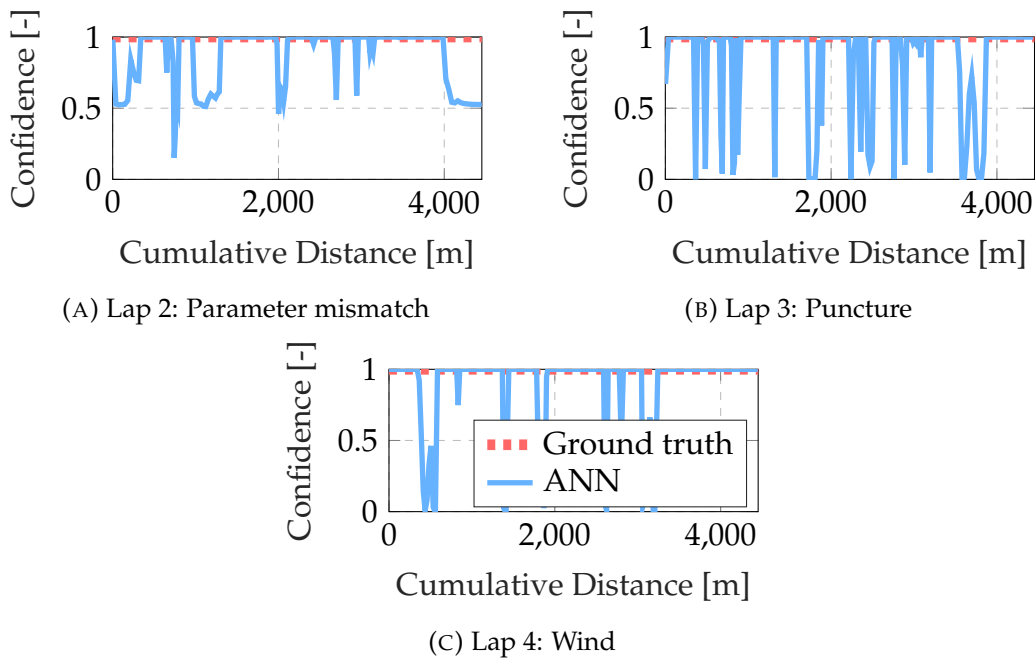 Confidence [-]
1
0.5
0
0
2,000
4,000
Cumulative Distance [m]
(A) Lap 2: Parameter mismatch
Confidence [-]
1
0.5
0
0
2,000
4,000
Cumulative Distance [m]
(B) Lap 3: Puncture
Confidence [-]
1
0.5
0
Ground truth
ANN
0
2,000
4,000
Cumulative Distance [m]
(C) Lap 4: Wind